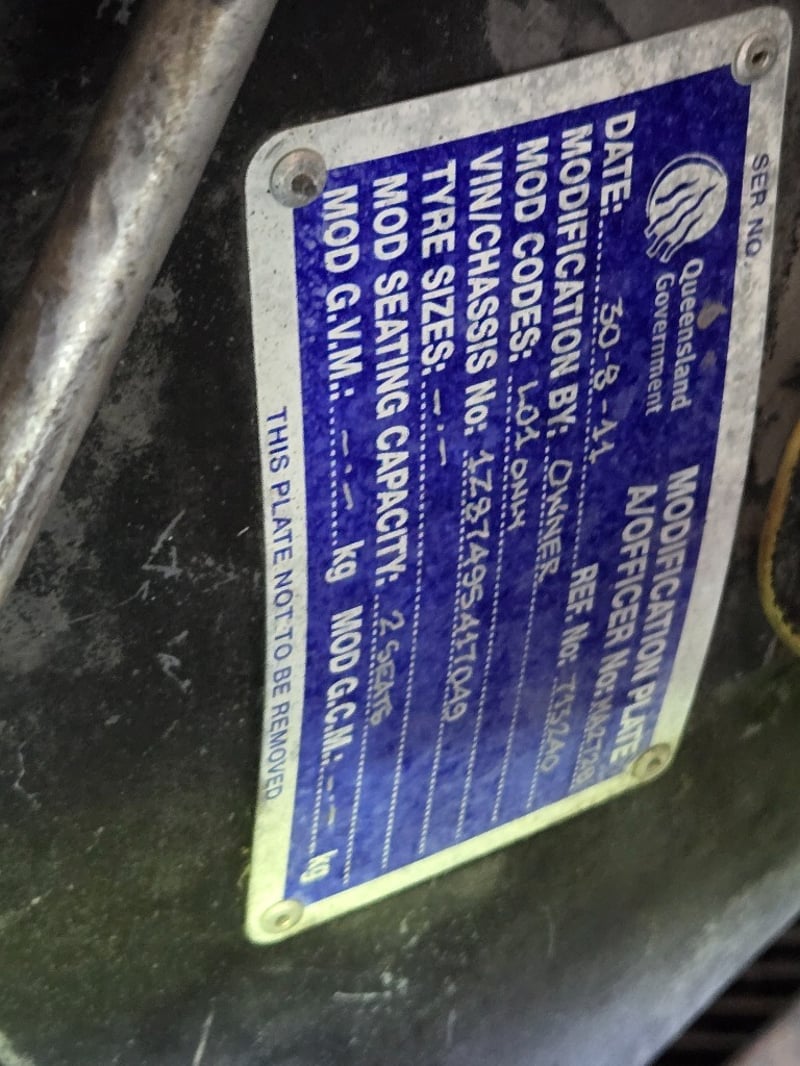 SER NO.
Queensland
Government
MODIFICATION PLATE
A/OFFICER No:
DATE: 30-8-11 REF. No:
MODIFICATION BY: OWNER
MOD CODES: LO1 ONLY
VIN/CHASSIS No:
TYRE SIZES: -.-
MOD SEATING CAPACITY: 2 SEATS
MOD G.V.M.: -.- kg MOD G.C.M.: -.- kg
THIS PLATE NOT TO BE REMOVED